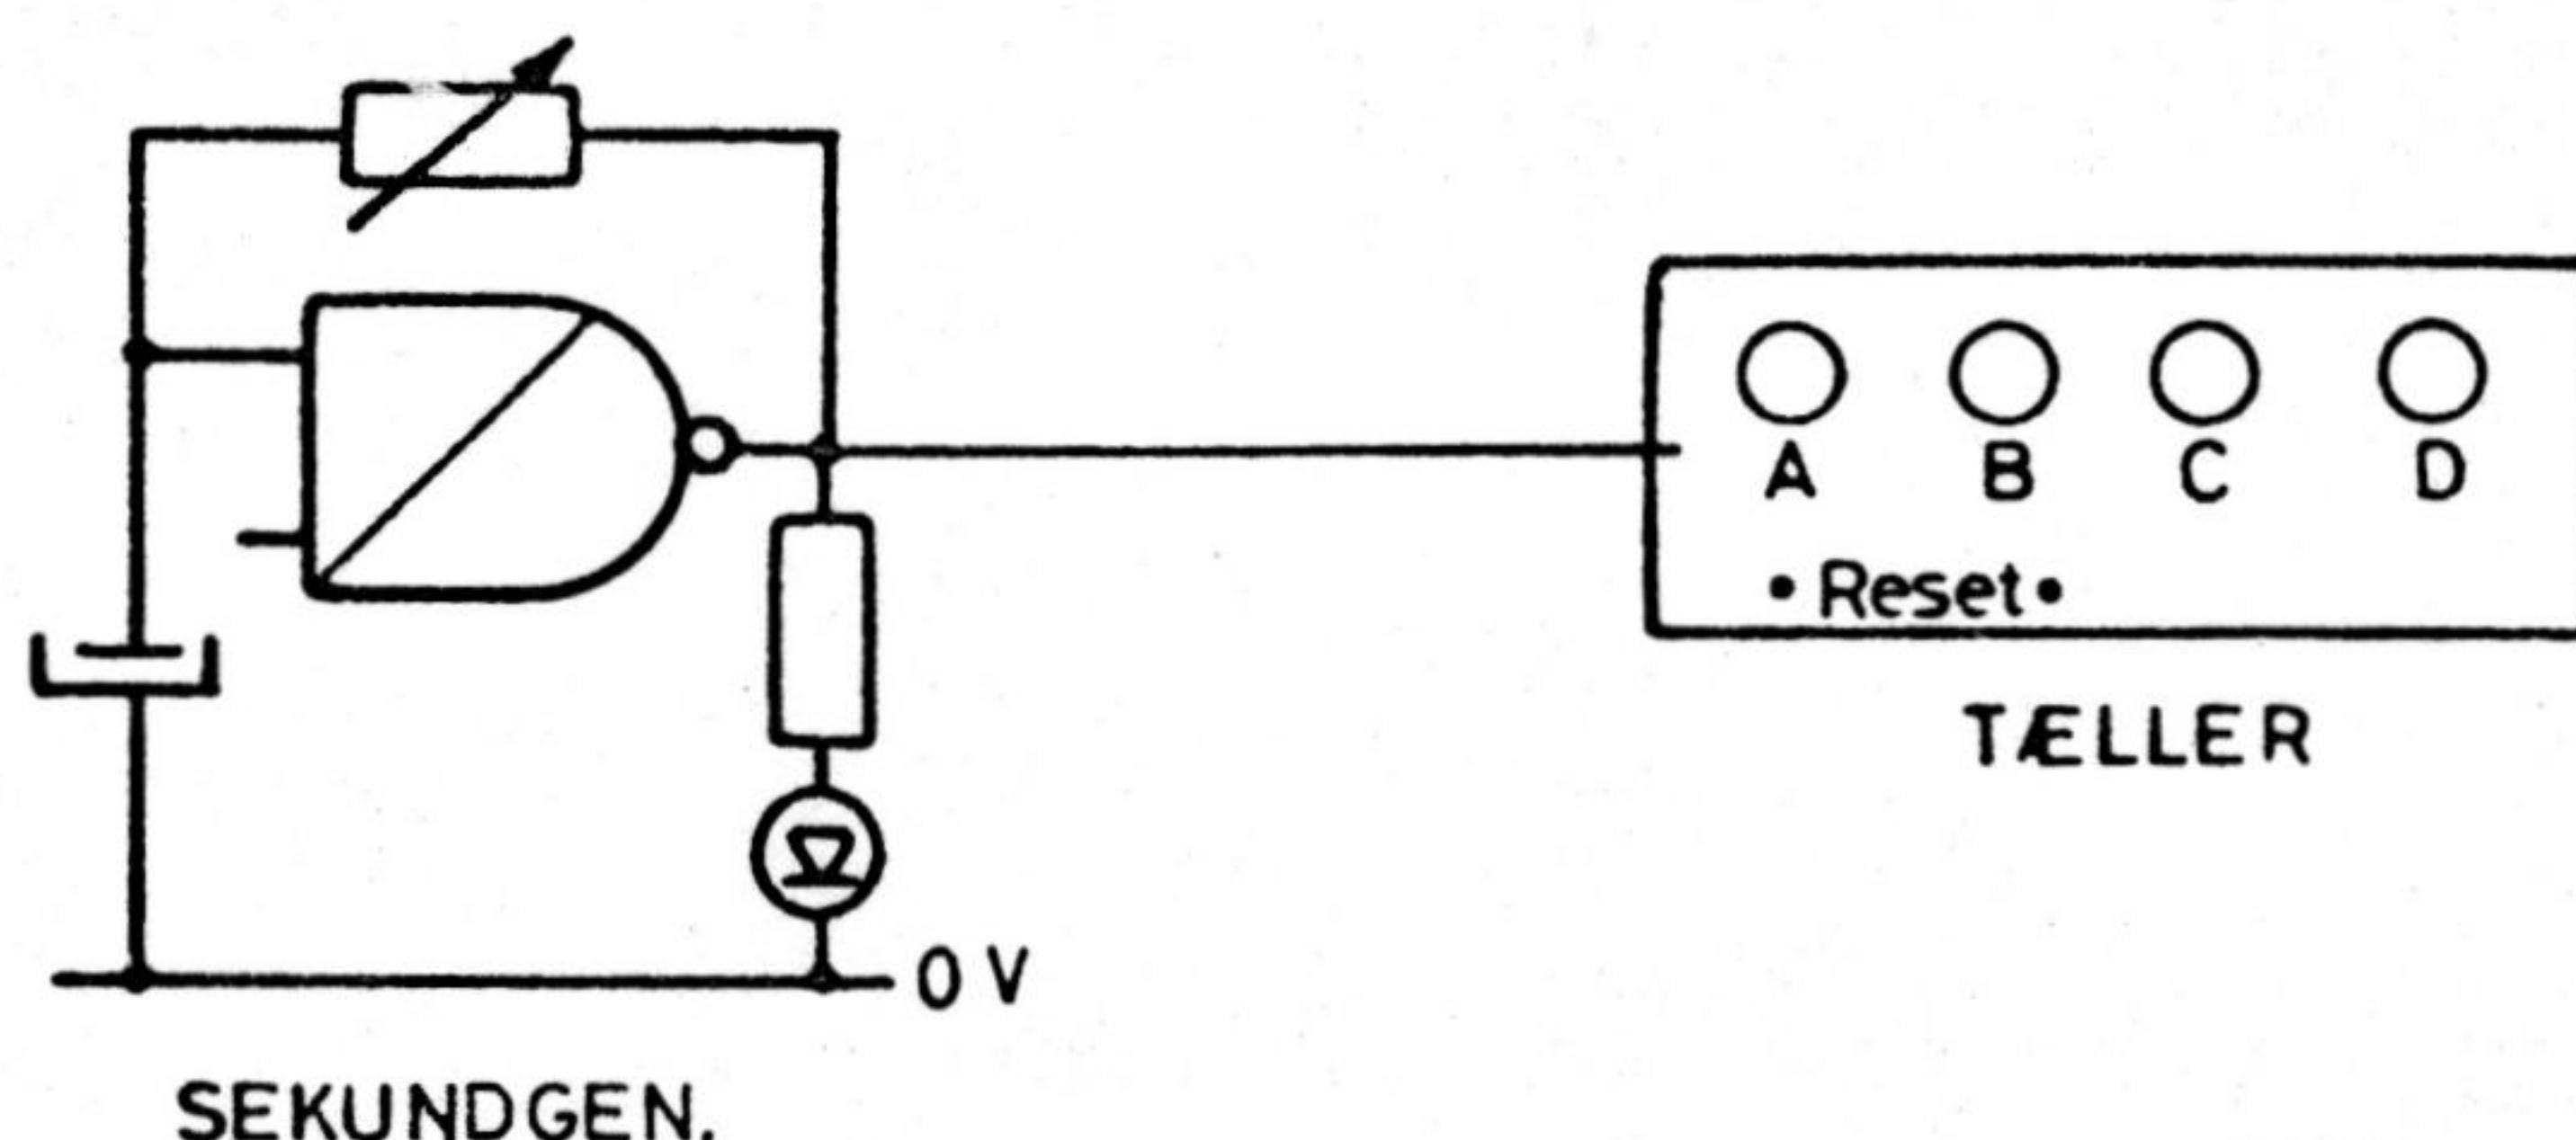 A B C D
• Reset •
TÆLLER
0 V
SEKUNDGEN.